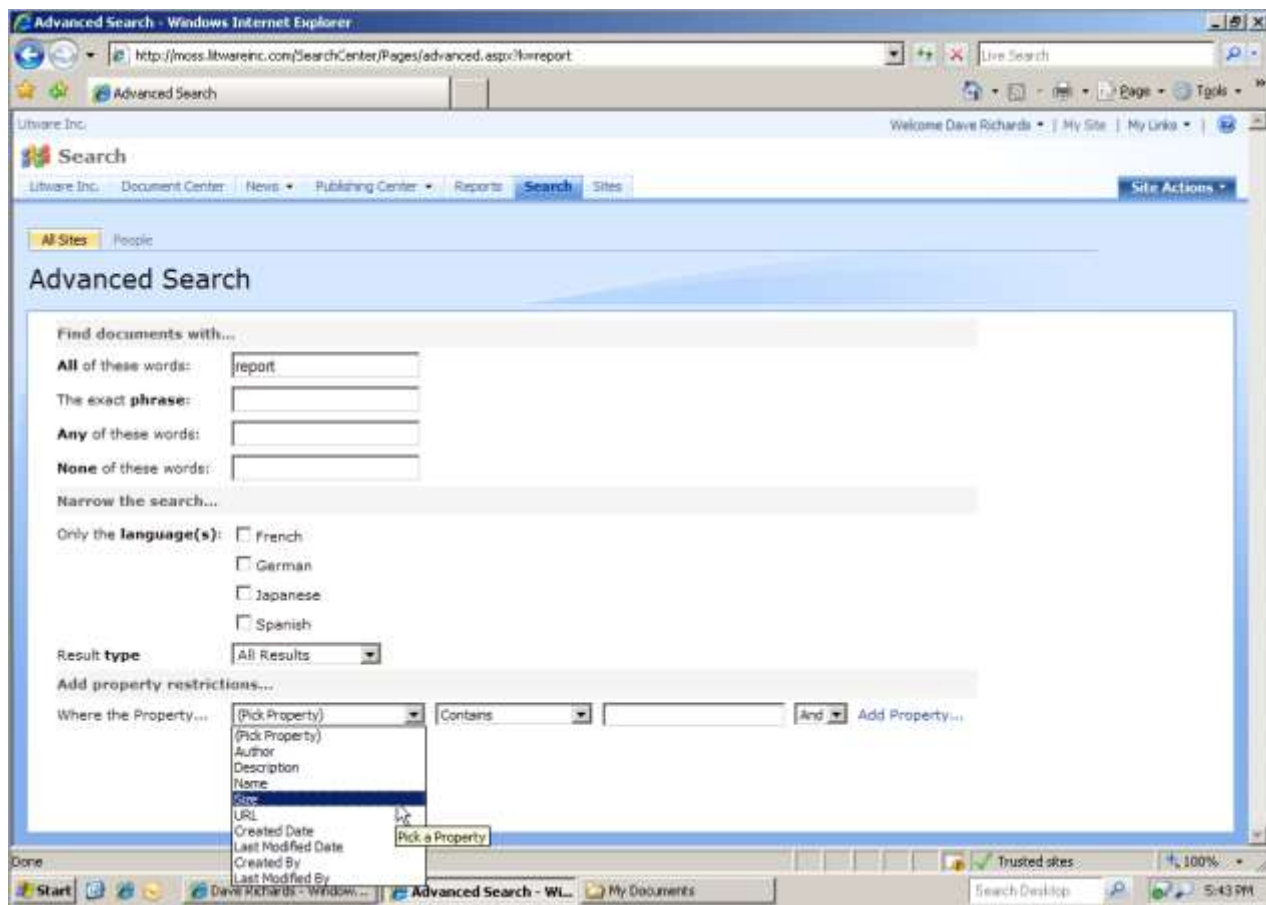 Advanced Search - Windows Internet Explorer
http://moss.litwareinc.com/SearchCenter/Pages/advanced.aspx?k=report
Live Search
Advanced Search
Page
Tools
Litware Inc.
Welcome Dave Richards
My Site
My Links
Search
Litware Inc.
Document Center
News
Publishing Center
Reports
Search
Sites
Site Actions
All Sites
People
Advanced Search
Find documents with...
All of these words:
report
The exact phrase:
Any of these words:
None of these words:
Narrow the search...
Only the language(s):
French
German
Japanese
Spanish
Result type
All Results
Add property restrictions...
Where the Property...
(Pick Property)
Contains
And
Add Property...
(Pick Property)
Author
Description
Name
Size
URL
Created Date
Last Modified Date
Created By
Last Modified By
Pick a Property
Done
Trusted sites
100%
Start
Dave Richards - Window...
Advanced Search - Wi...
My Documents
Search Desktop
5:43 PM